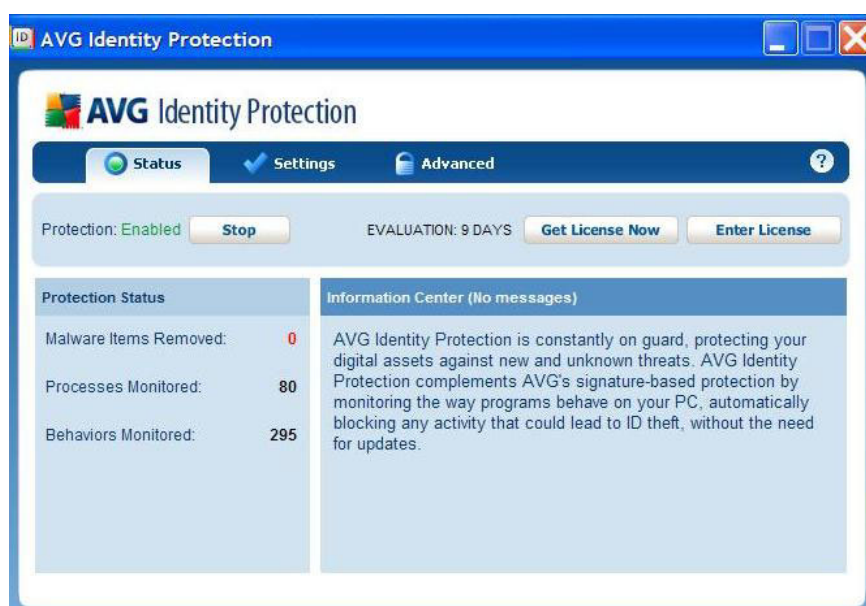 ID AVG Identity Protection
AVG Identity Protection
Status Settings Advanced ?
Protection: Enabled Stop EVALUATION: 9 DAYS Get License Now Enter License
Protection Status
Malware Items Removed: 0
Processes Monitored: 80
Behaviors Monitored: 295
Information Center (No messages)
AVG Identity Protection is constantly on guard, protecting your
digital assets against new and unknown threats. AVG Identity
Protection complements AVG's signature-based protection by
monitoring the way programs behave on your PC, automatically
blocking any activity that could lead to ID theft, without the need
for updates.